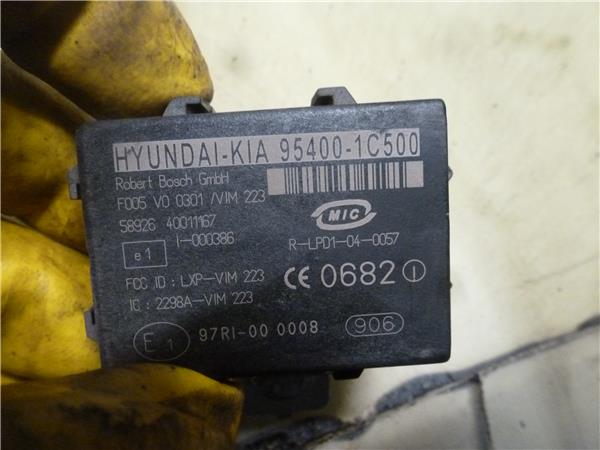 HYUNDAI-KIA 95400-1C500
Robert Bosch GmbH
F005 V0 0301 /VIM 223
58926 40011167
I-000386
e1
MIC
R-LPD1-04-0057
FCC ID : LXP-VIM 223
IC : 2298A-VIM 223
CE 0682
E1
97RI-00 0008
906